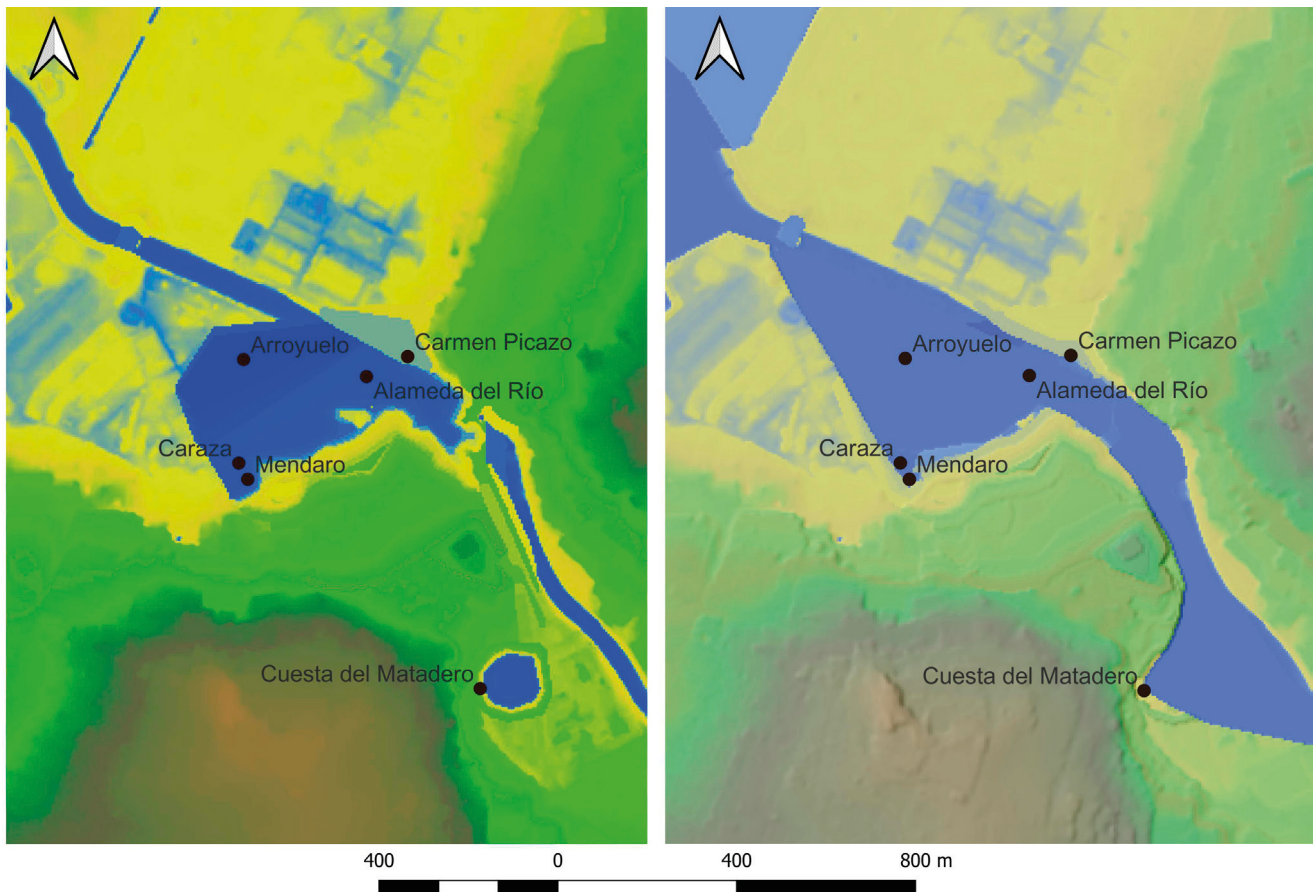 Arroyuelo
Carmen Picazo
Alameda del Río
Caraza
Mendaro
Cuesta del Matadero
Arroyuelo
Carmen Picazo
Alameda del Río
Caraza
Mendaro
Cuesta del Matadero
400 0 400 800 m